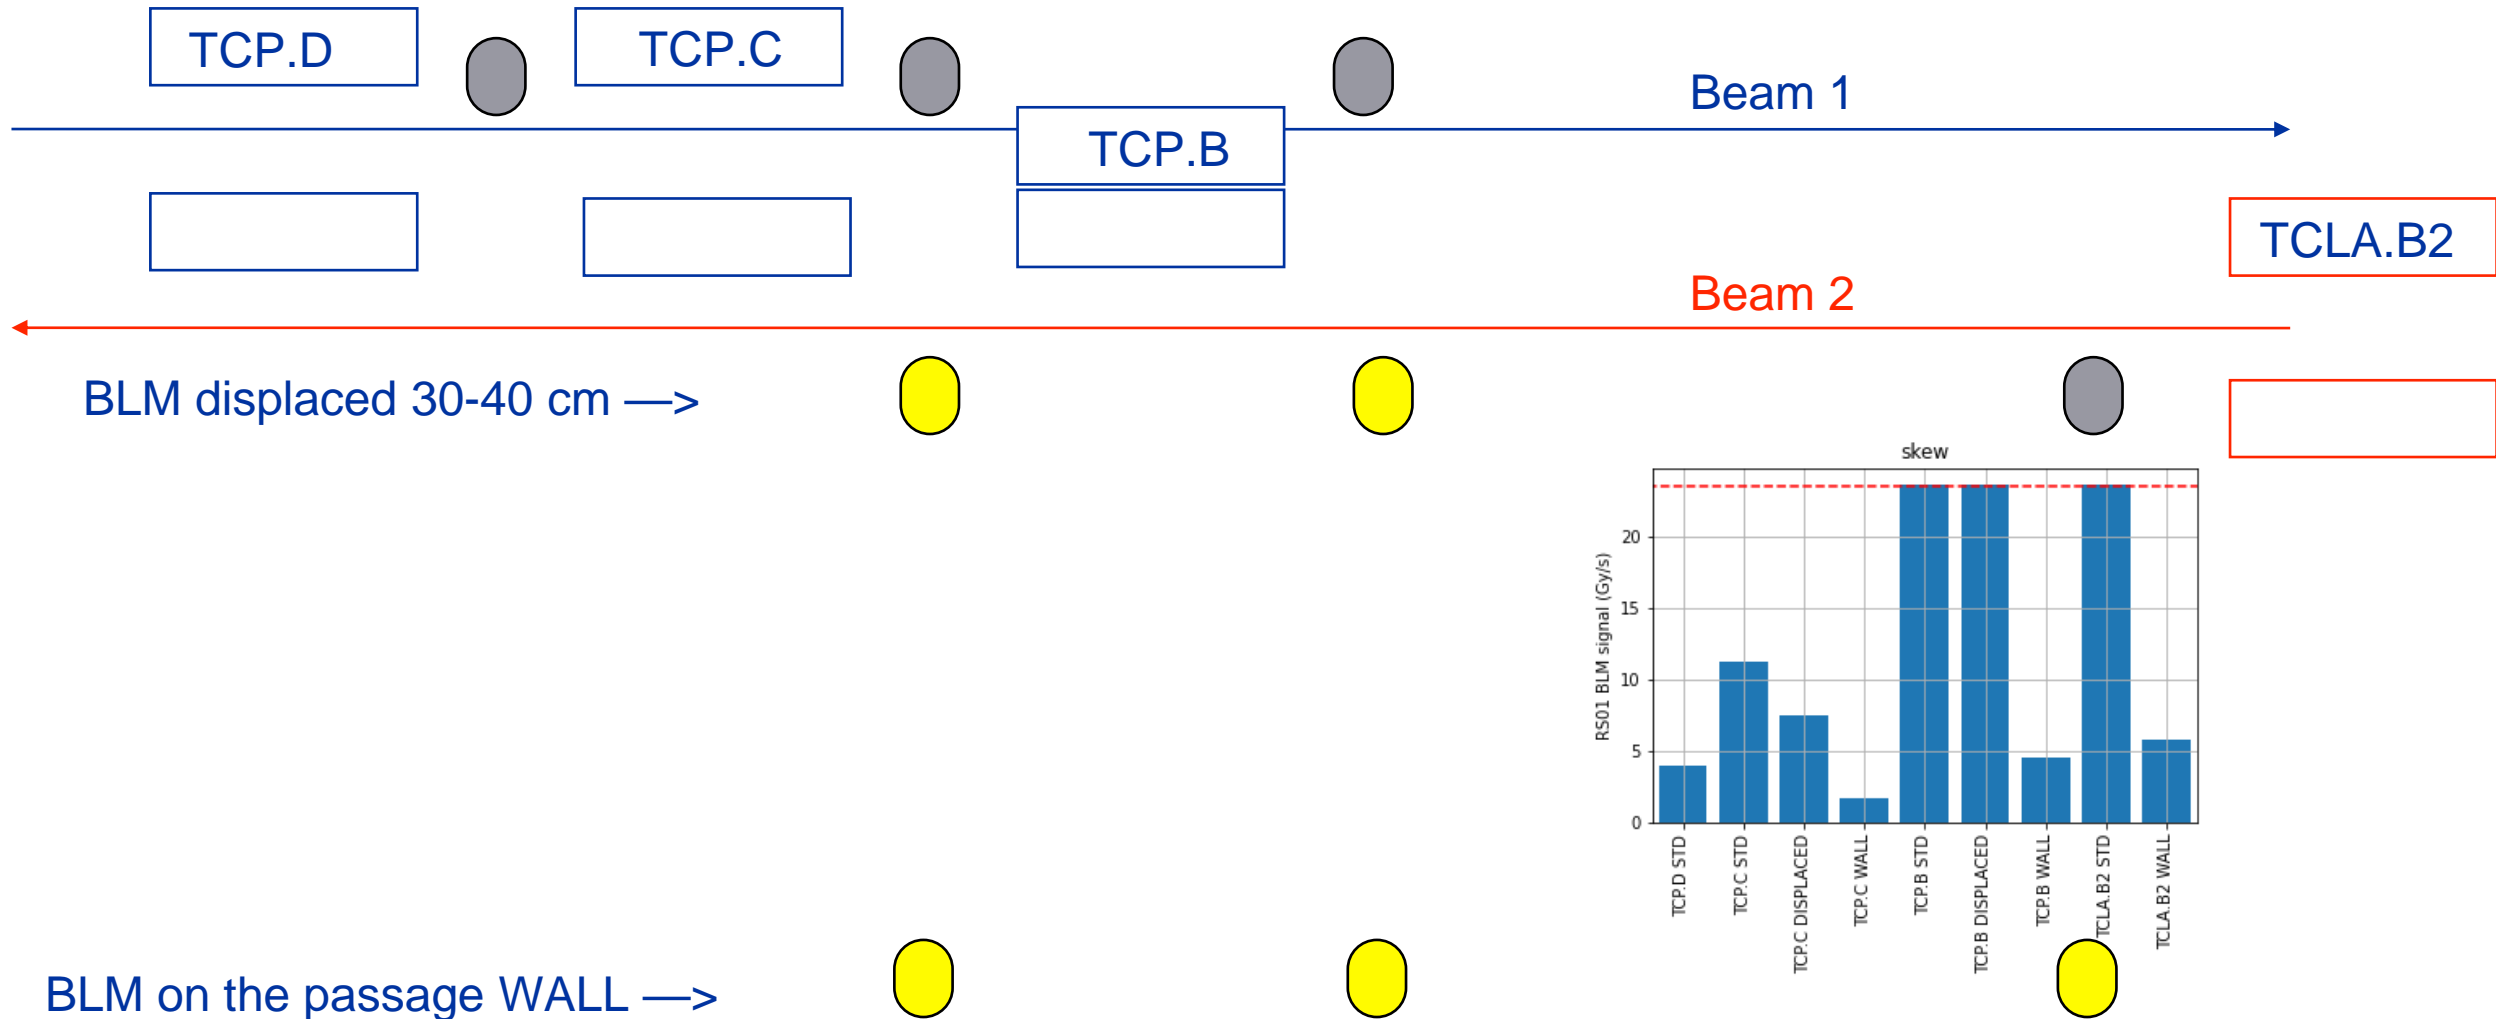 TCP.D
TCP.C
Beam 1
TCP.B
TCLA.B2
Beam 2
BLM displaced 30-40 cm —>
skew
RS01 BLM signal (Gy/s)
20
15
10
5
0
TCP.D STD
TCP.C STD
TCP.C DISPLACED
TCP.C WALL
TCP.B STD
TCP.B DISPLACED
TCP.B WALL
TCLA.B2 STD
TCLA.B2 WALL
BLM on the passage WALL —>